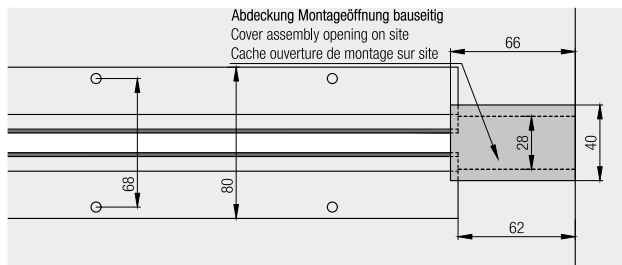 Abdeckung Montageöffnung bauseitig
Cover assembly opening on site
Cache ouverture de montage sur site
66
68
80
28
40
62